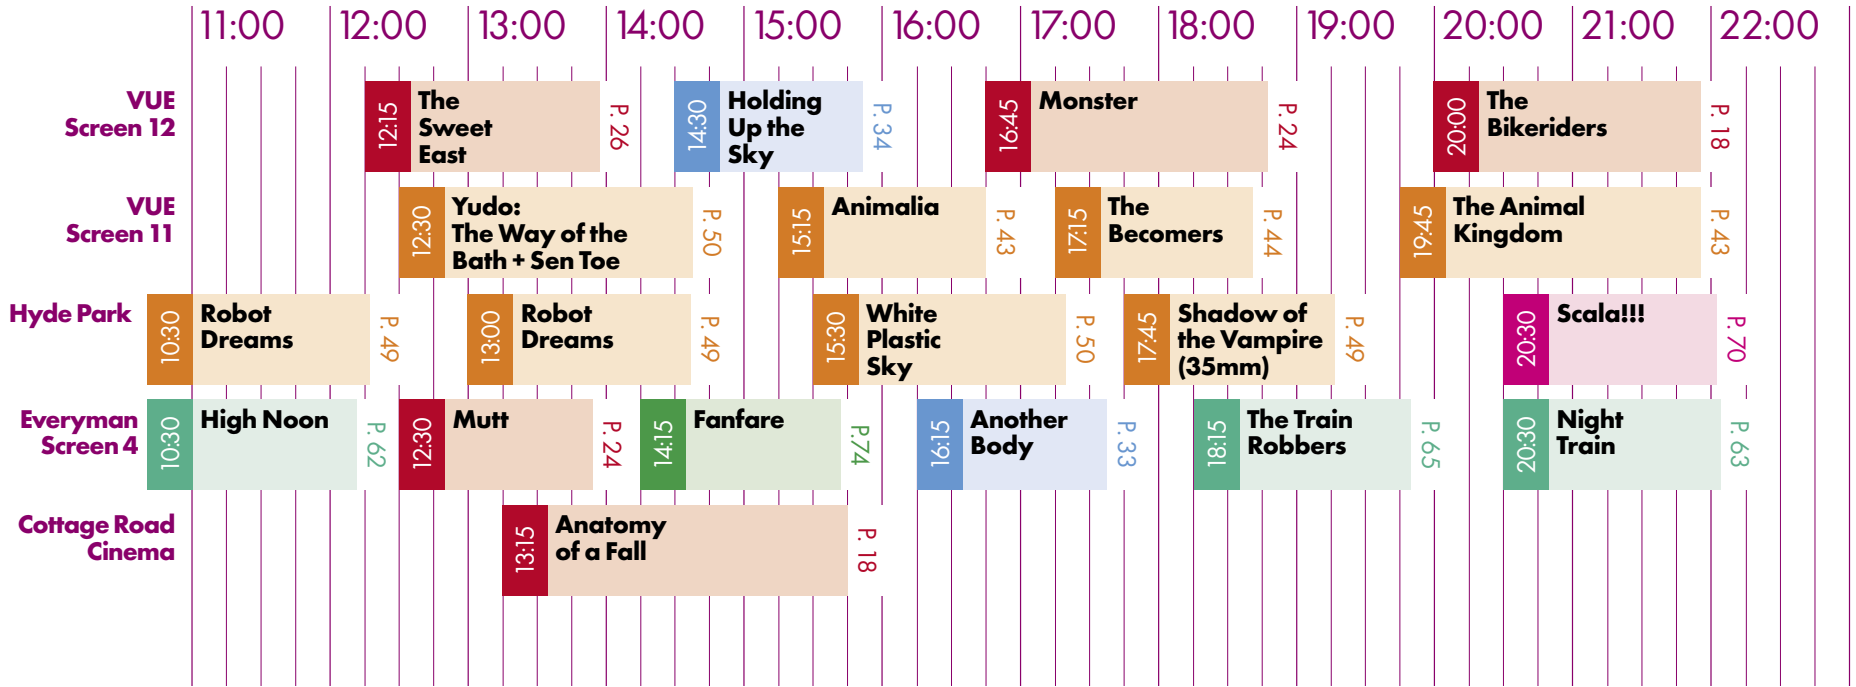 11:00 12:00 13:00 14:00 15:00 16:00 17:00 18:00 19:00 20:00 21:00 22:00
VUE
Screen 12
12:15
The
Sweet
East
P. 26
14:30
Holding
Up the
Sky
P. 34
16:45
Monster
P. 24
20:00
The
Bikeriders
P. 18
VUE
Screen 11
12:30
Yudo:
The Way of the
Bath + Sen Toe
P. 50
15:15
Animalia
P. 43
17:15
The
Becomers
P. 44
19:45
The Animal
Kingdom
P. 43
Hyde Park
10:30
Robot
Dreams
P. 49
13:00
Robot
Dreams
P. 49
15:30
White
Plastic
Sky
P. 50
17:45
Shadow of
the Vampire
(35mm)
P. 49
20:30
Scala!!!
P. 70
Everyman
Screen 4
10:30
High Noon
P. 62
12:30
Mutt
P. 24
14:15
Fanfare
P.74
16:15
Another
Body
P. 33
18:15
The Train
Robbers
P. 65
20:30
Night
Train
P. 63
Cottage Road
Cinema
13:15
Anatomy
of a Fall
P. 18